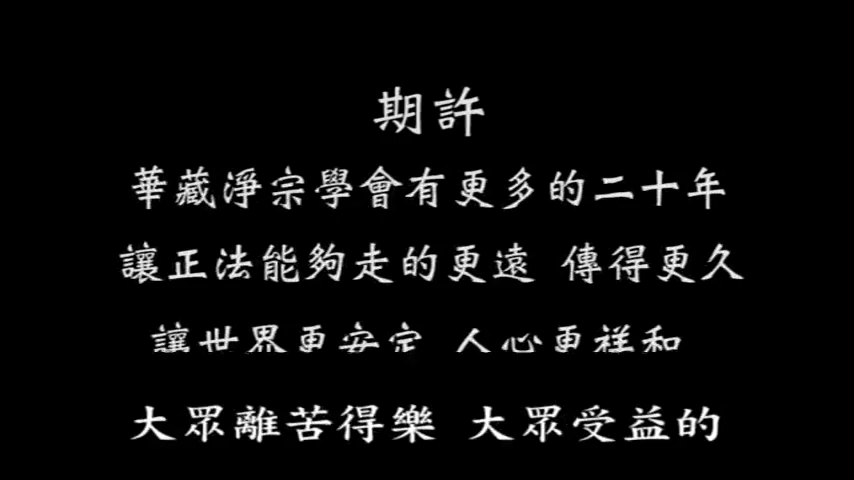 期許
華藏淨宗學會有更多的二十年
讓正法能夠走的更遠 傳得更久
讓世界更安定 人心更祥和
大眾離苦得樂 大眾受益的